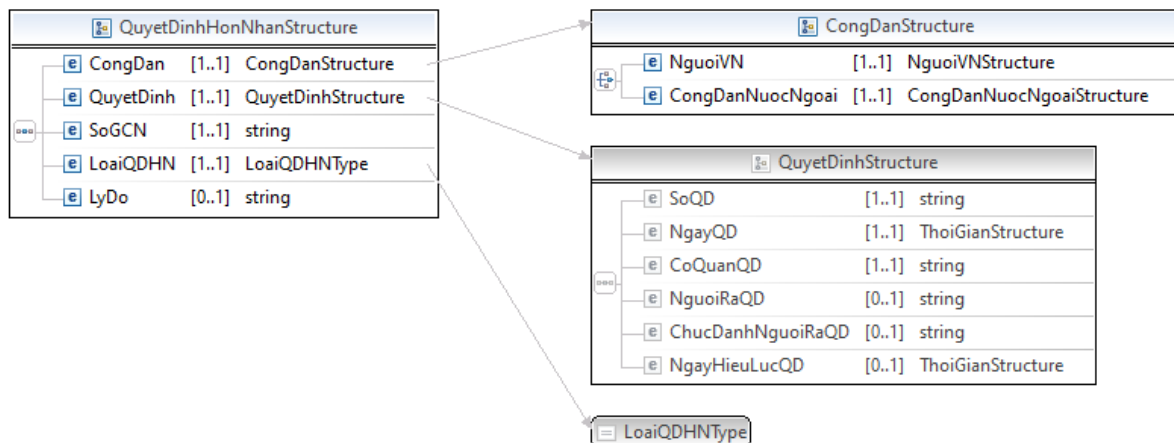 QuyetDinhHonNhanStructure
CongDan [1..1] CongDanStructure
QuyetDinh [1..1] QuyetDinhStructure
SoGCN [1..1] string
LoaiQDHN [1..1] LoaiQDHNType
LyDo [0..1] string
CongDanStructure
NguoiVN [1..1] NguoiVNStructure
CongDanNuocNgoai [1..1] CongDanNuocNgoaiStructure
QuyetDinhStructure
SoQD [1..1] string
NgayQD [1..1] ThoiGianStructure
CoQuanQD [1..1] string
NguoiRaQD [0..1] string
ChucDanhNguoiRaQD [0..1] string
NgayHieuLucQD [0..1] ThoiGianStructure
LoaiQDHNType